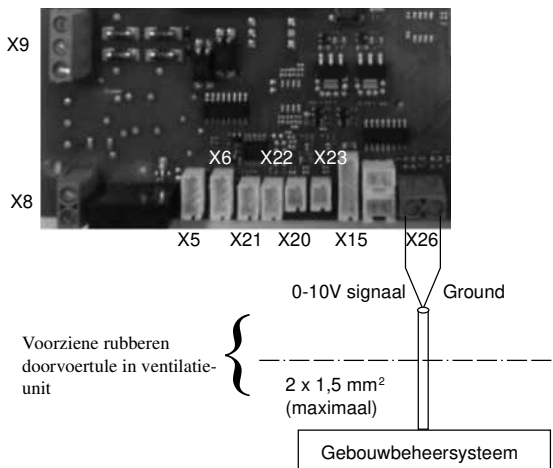 X9
X6
X22
X23
X8
X5
X21
X20
X15
X26
0-10V signaal
Ground
Voorziene rubberen
doorvoertule in ventilatie-
unit
2 x 1,5 mm²
(maximaal)
Gebouwbeheersysteem